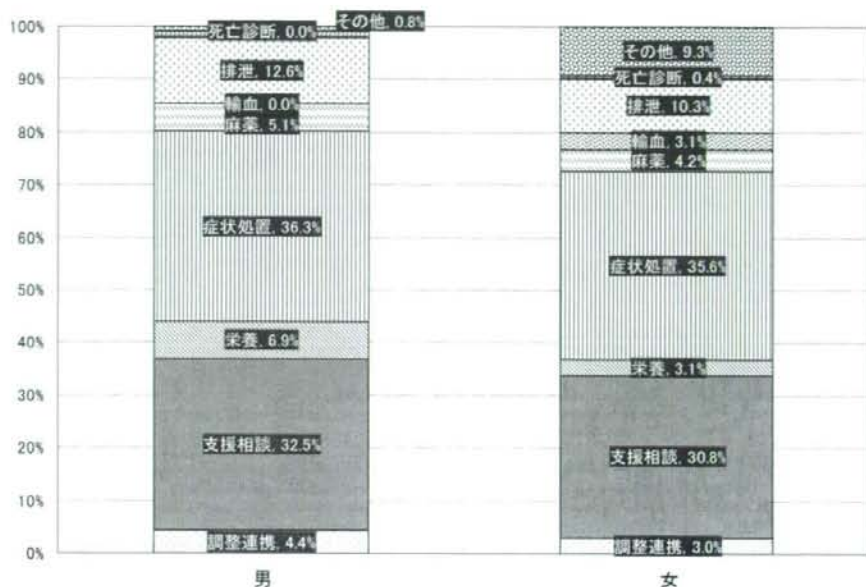 100%
90%
80%
70%
60%
50%
40%
30%
20%
10%
0%
その他, 0.8%
死亡診断, 0.0%
排泄, 12.6%
輸血, 0.0%
麻薬, 5.1%
症状処置, 36.3%
栄養, 6.9%
支援相談, 32.5%
調整連携, 4.4%
男
その他, 9.3%
死亡診断, 0.4%
排泄, 10.3%
輸血, 3.1%
麻薬, 4.2%
症状処置, 35.6%
栄養, 3.1%
支援相談, 30.8%
調整連携, 3.0%
女